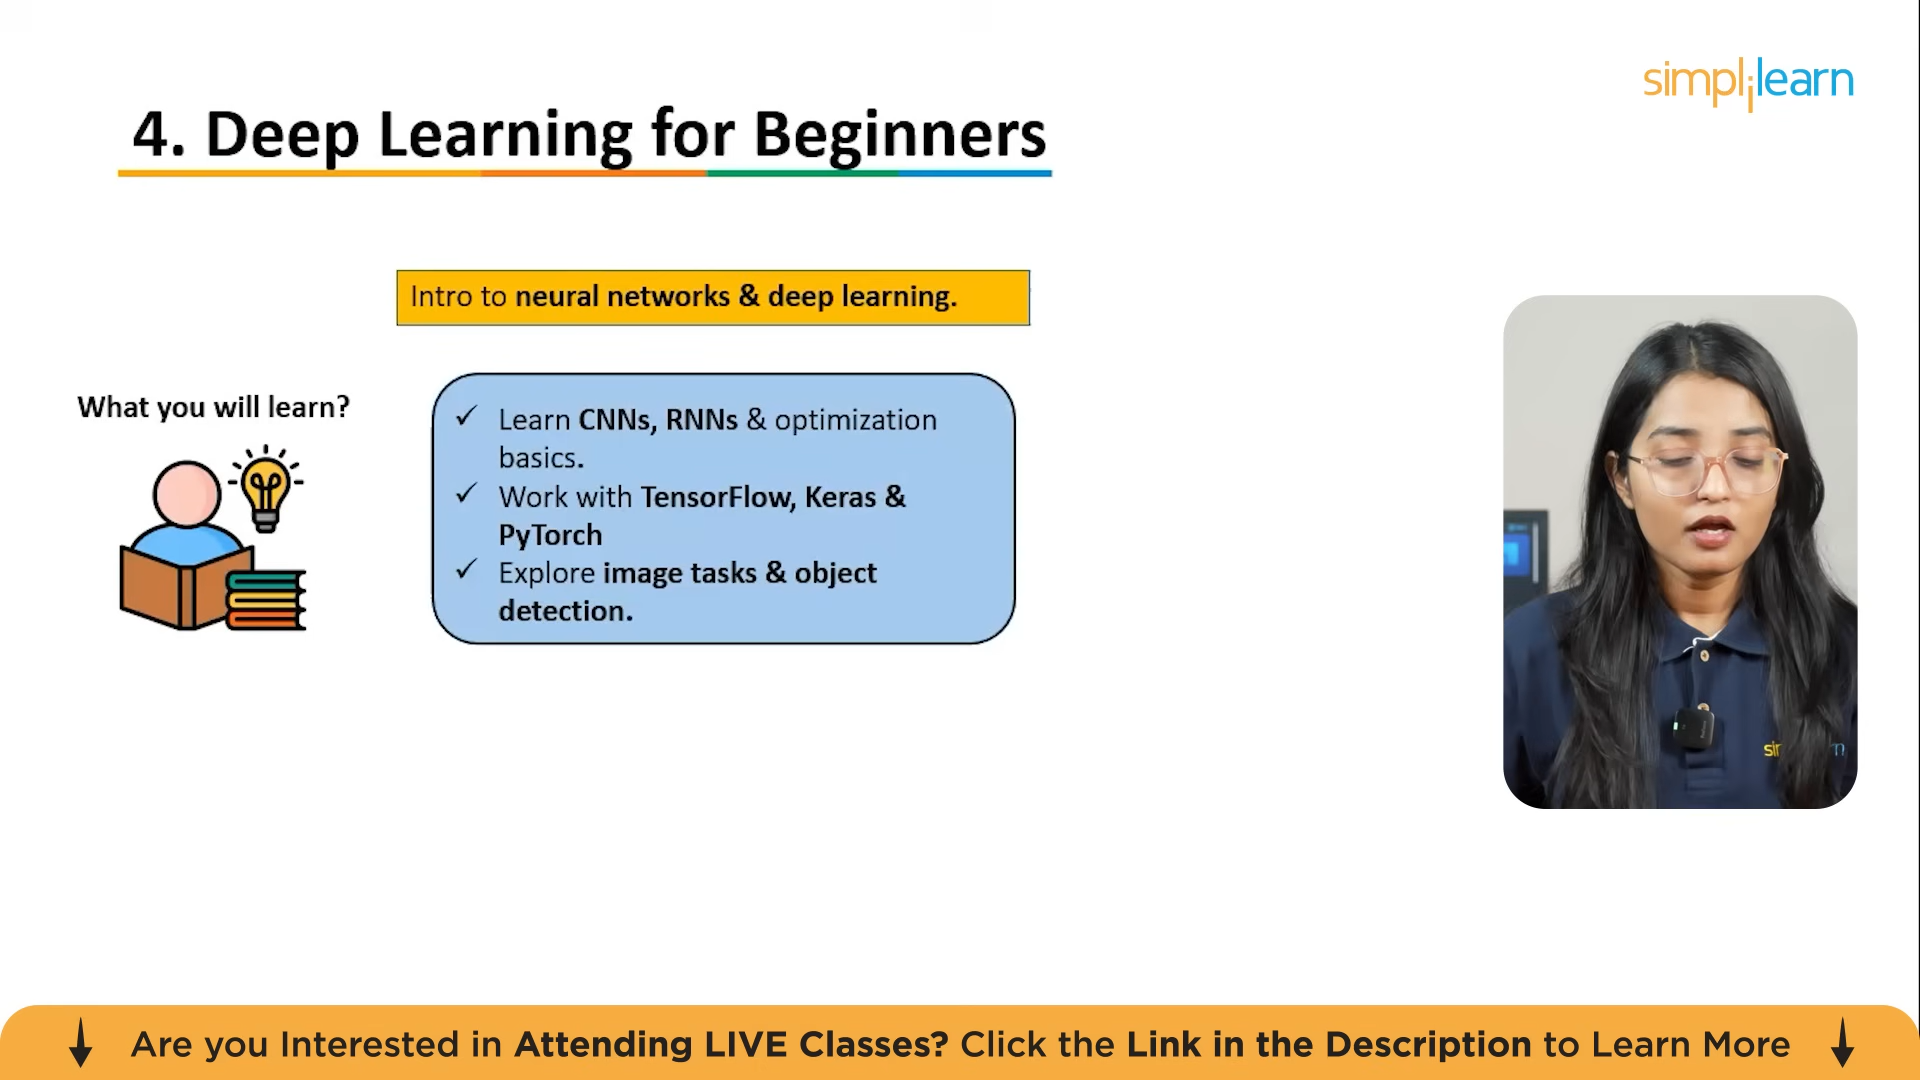 simplilearn
4. Deep Learning for Beginners
Intro to neural networks & deep learning.
What you will learn?
✓ Learn CNNs, RNNs & optimization
basics.
✓ Work with TensorFlow, Keras &
PyTorch
✓ Explore image tasks & object
detection.
Are you Interested in Attending LIVE Classes? Click the Link in the Description to Learn More